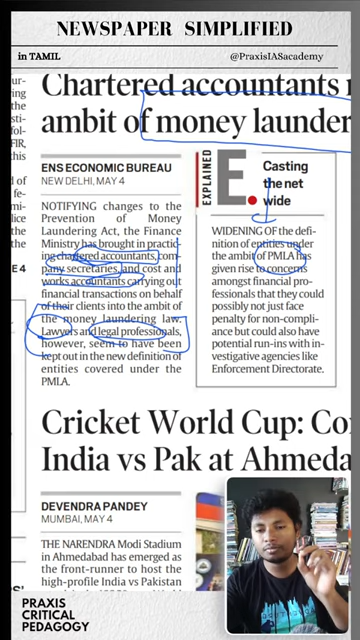 NEWSPAPER SIMPLIFIED
in TAMIL
@PraxisIASacademy
Chartered accountants
ambit of money launder
ENS ECONOMIC BUREAU
NEW DELHI, MAY 4
NOTIFYING changes to the
Prevention of Money
Laundering Act, the Finance
Ministry has brought in practic-
ing chartered accountants, com-
pany secretaries, and cost and
works accountants carrying out
financial transactions on behalf
of their clients into the ambit of
the money laundering law.
Lawyers and legal professionals,
however, seem to have been
kept out in the new definition of
entities covered under the
PMLA.
EXPLAINED
E.
Casting
the net
wide
WIDENING OF the def-
inition of entities under
the ambit of PMLA has
given rise to concerns
amongst financial pro-
fessionals that they could
possibly not just face
penalty for non-compli-
ance but could also have
potential run-ins with in-
vestigative agencies like
Enforcement Directorate.
Cricket World Cup: Co
India vs Pak at Ahmeda
DEVENDRA PANDEY
MUMBAI, MAY 4
THE NARENDRA Modi Stadium
in Ahmedabad has emerged as
the front-runner to host the
high-profile India vs Pakistan
PRAXIS
CRITICAL
PEDAGOGY